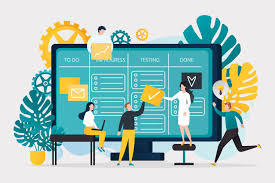 TO DO
IN PROGRESS
TESTING
DONE